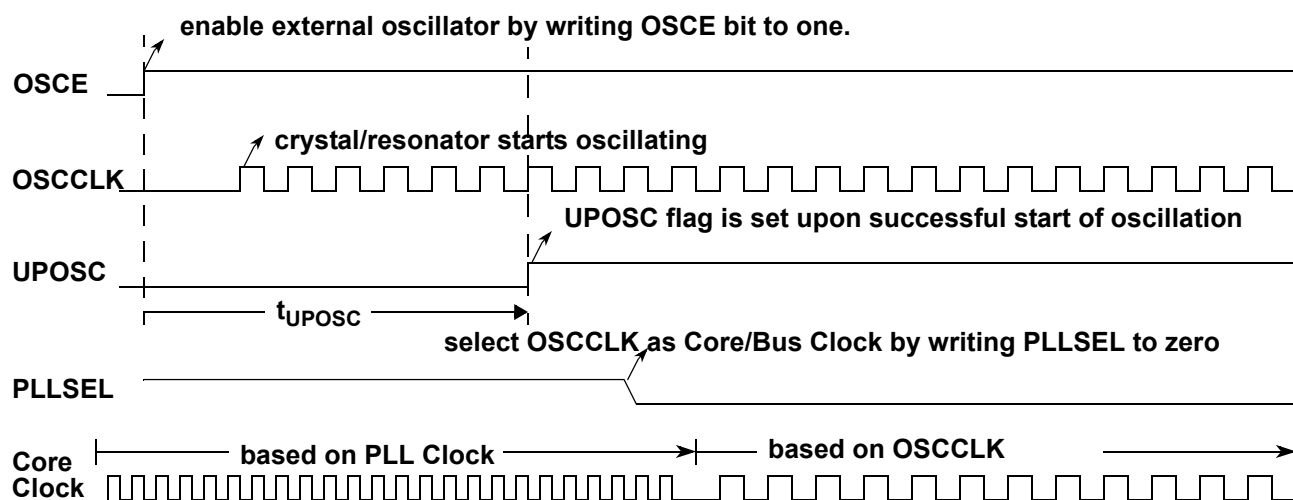 enable external oscillator by writing OSCE bit to one.
OSCE
crystal/resonator starts oscillating
OSCCLK
UPOSC flag is set upon successful start of oscillation
UPOSC
tUPOSC
select OSCCLK as Core/Bus Clock by writing PLLSEL to zero
PLLSEL
based on PLL Clock
based on OSCCLK
Core
Clock